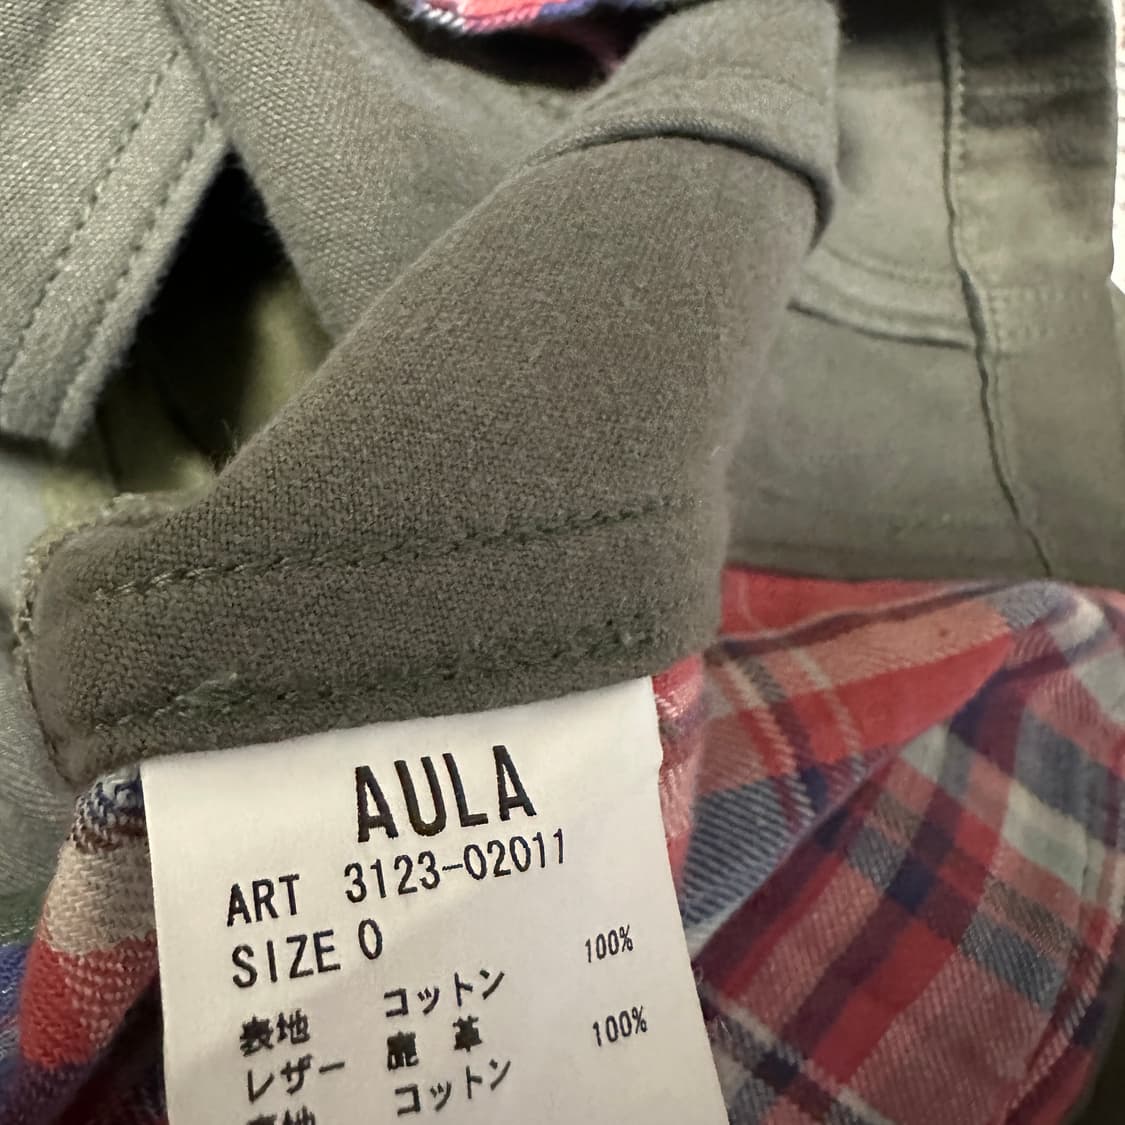 AULA
ART 3123-02011
SIZE 0
表地 コットン 100%
レザー 鹿 革
コットン 100%